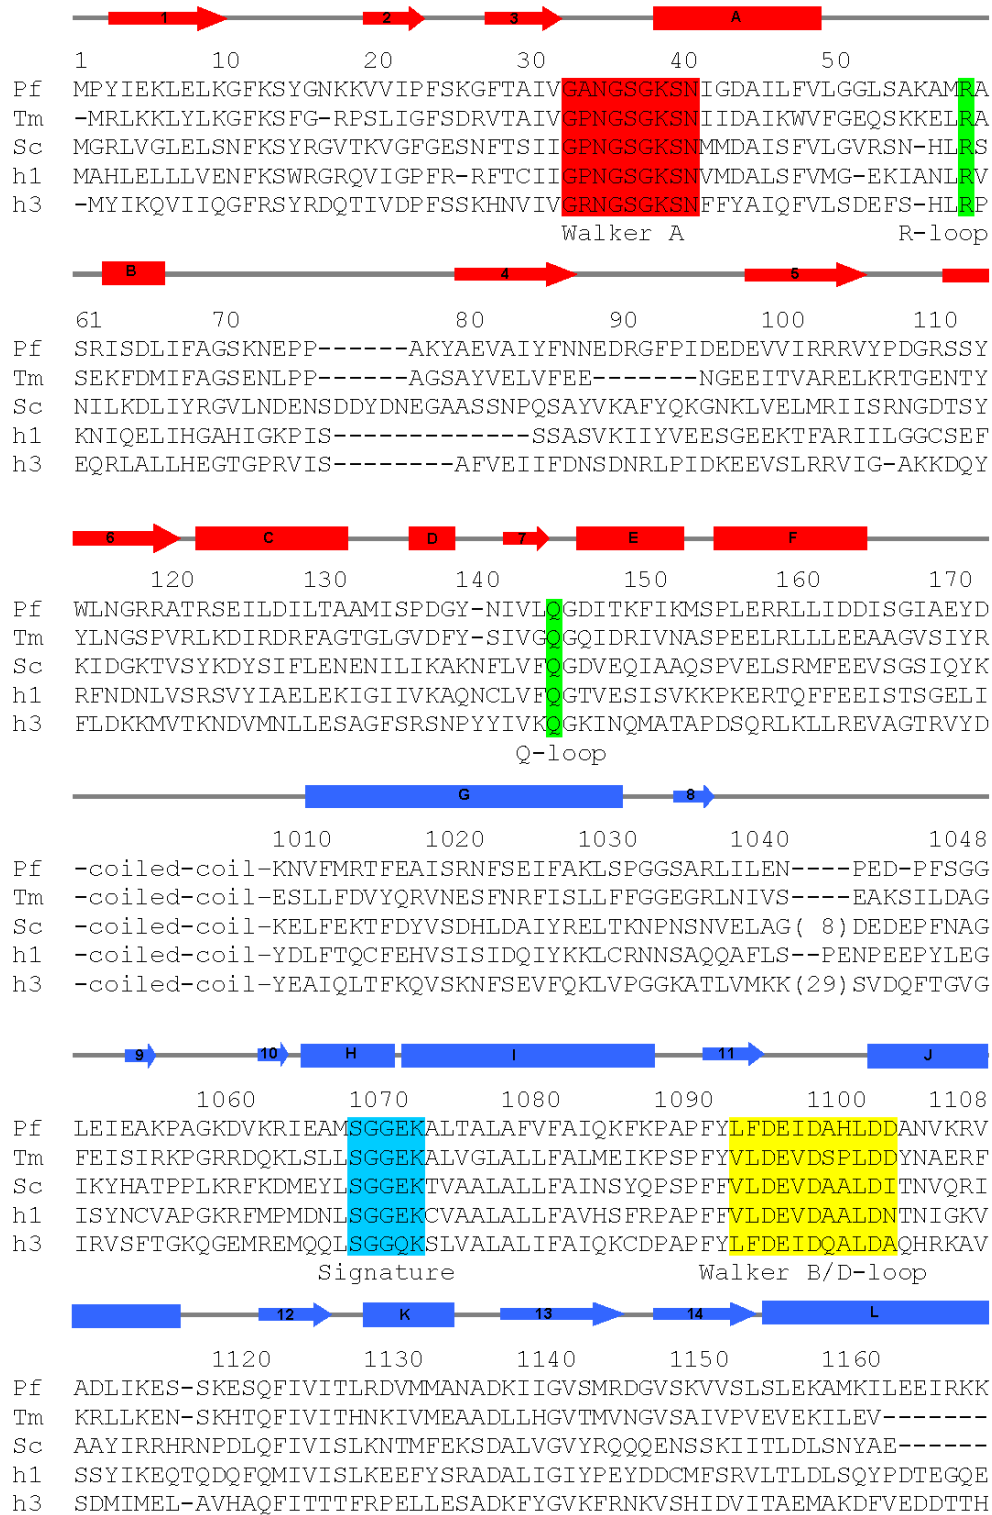 1 2 3 A
1 10 20 30 40 50
Pf MPYIEKLELKGFKSYGNKKVVIPFSKGFTAIVGANGSGKSNIGDAILFVLGGLSAKAMRA
Tm -MRLKKLYLKGFKSFG-RPSLIGFSDRVTAIVGPNGSGKSNIIDAIKWVFGEQSKKELRA
Sc MGRLVGLELSNFKSYRGVTKVGFGESNFTSIIGPNGSGKSNMMDAISFVLGVRSN-HLRS
h1 MAHLELLLVENFKSWRGRQVIGPFR-RFTCIIGPNGSGKSNVMDALSFVMG-EKIANLRV
h3 -MYIKQVIIQGFRSYRDQTIVDPFSSKHNVIVGRNGSGKSNFFYAIQFVLSDEFS-HLRP
Walker A R-loop
B 4 5
61 70 80 90 100 110
Pf SRISDLIFAGSKNEPP------AKYAEVAIYFNNEDRGFPIDEDEVVIRRRVYPDGRSSY
Tm SEKFDMIFAGSENLPP------AGSAYVELVFEE-------NGEEITVARELKRTGENTY
Sc NILKDLIYRGVLNDENSDDYDNEGAASSNPQSAYVKAFYQKGNKLVELMRIISRNGDTSY
h1 KNIQELIHGAHIGKPIS-------------SSASVKIIYVEESGEEKTFARIILGGCSEF
h3 EQRLALLHEGTGPRVIS--------AFVEIIFDNSDNRLPIDKEEVSLRRVIG-AKKDQY
6 C D 7 E F
120 130 140 150 160 172
Pf WLNGRRATRSEILDILTAAMISPDGY-NIVLQGDITKFIKMSPLERRLLIDDISGIAEYD
Tm YLNGSPVRLKDIRDRFAGTGLGVDFY-SIVGQGQIDRIVNASPEELRLLLEEAAGVSIYR
Sc KIDGKTVSYKDYSIFLENENILIKAKNFLVFQGDVEQIAAQSPVELSRMFEEVSGSIQYK
h1 RFNDNLVSRSVYIAELEKIGIIVKAQNCLVFQGTVESISVKKPKERTQFFEEISTSGELI
h3 FLDKKMVTKNDVMNLLESAGFSRSNPYYIVKQGKINQMATAPDSQRLKLLREVAGTRVYD
Q-loop
G 8
1010 1020 1031 1040 1048
Pf -coiled-coil-KNVFMRTFEAISRNFSEIFAKLSPGGSARLILEN----PED-PFSGG
Tm -coiled-coil-ESLLFDVYQRVNESFNRFISLLFFGGEGRLNIVS----EAKSILDAG
Sc -coiled-coil-KELFEKTFDYVSDHLDAIYRELTKNPNSNVELAG( 8)DEDEPFNAG
h1 -coiled-coil-YDLFTQCFEHVSISIDQIYKKLCRNNSAQQAFLS--PENPEEPYLEG
h3 -coiled-coil-YEAIQLTFKQVSKNFSEVFQKLVPGGKATLVMKK(29)SVDQFTGVG
9 10 H I 11 J
1060 1070 1080 1090 1100 1108
Pf LEIEAKPAGKDVKRIEAMSGGEKALTALAFVFAIQKFKPAPFYLFDEIDAHLDDANVKRV
Tm FEISIRKPGRRDQKLSLLSGGEKALVGLALLFALMEIKPSPFYVLDEVDSPLDDYNAERF
Sc IKYHATPPLKRFKDMEYLSGGEKTVAALALLFAINSYQPSPFFVLDEVDAALDITNVQRI
h1 ISYNCVAPGKRFMPMDNLSGGEKCVAALALLFAVHSFRPAPFFVLDEVDAALDNTNIGKV
h3 IRVSFTGKQGEMREMQQLSGGQKSLVALALIFAIQKCDPAPFYLFDEIDQALDAQHRKAV
Signature Walker B/D-loop
12 K 13 14 L
1120 1130 1140 1150 1160
Pf ADLIKES-SKESQFIVITLRDVMMANADKIIGVSMRDGVSKVVSLSLEKAMKILEEIRKK
Tm KRLLKEN-SKHTQFIVITHNKIVMEAADLLHGVTMVNGVSAIVPVEVEKILEV-------
Sc AAYIRRHRNPDLQFIVISLKNTMFEKSDALVGVYRQQQENSSKIITLDLSNYAE------
h1 SSYIKEQTQDQFQMIVISLKEEFYSRADALIGIYPEYDDCMFSRVLTLDLSQYPDTEGQE
h3 SDMIMEL-AVHAQFITTTFRPELLESADKFYGVKFRNKVSHIDVITAEMAKDFVEDDTTH